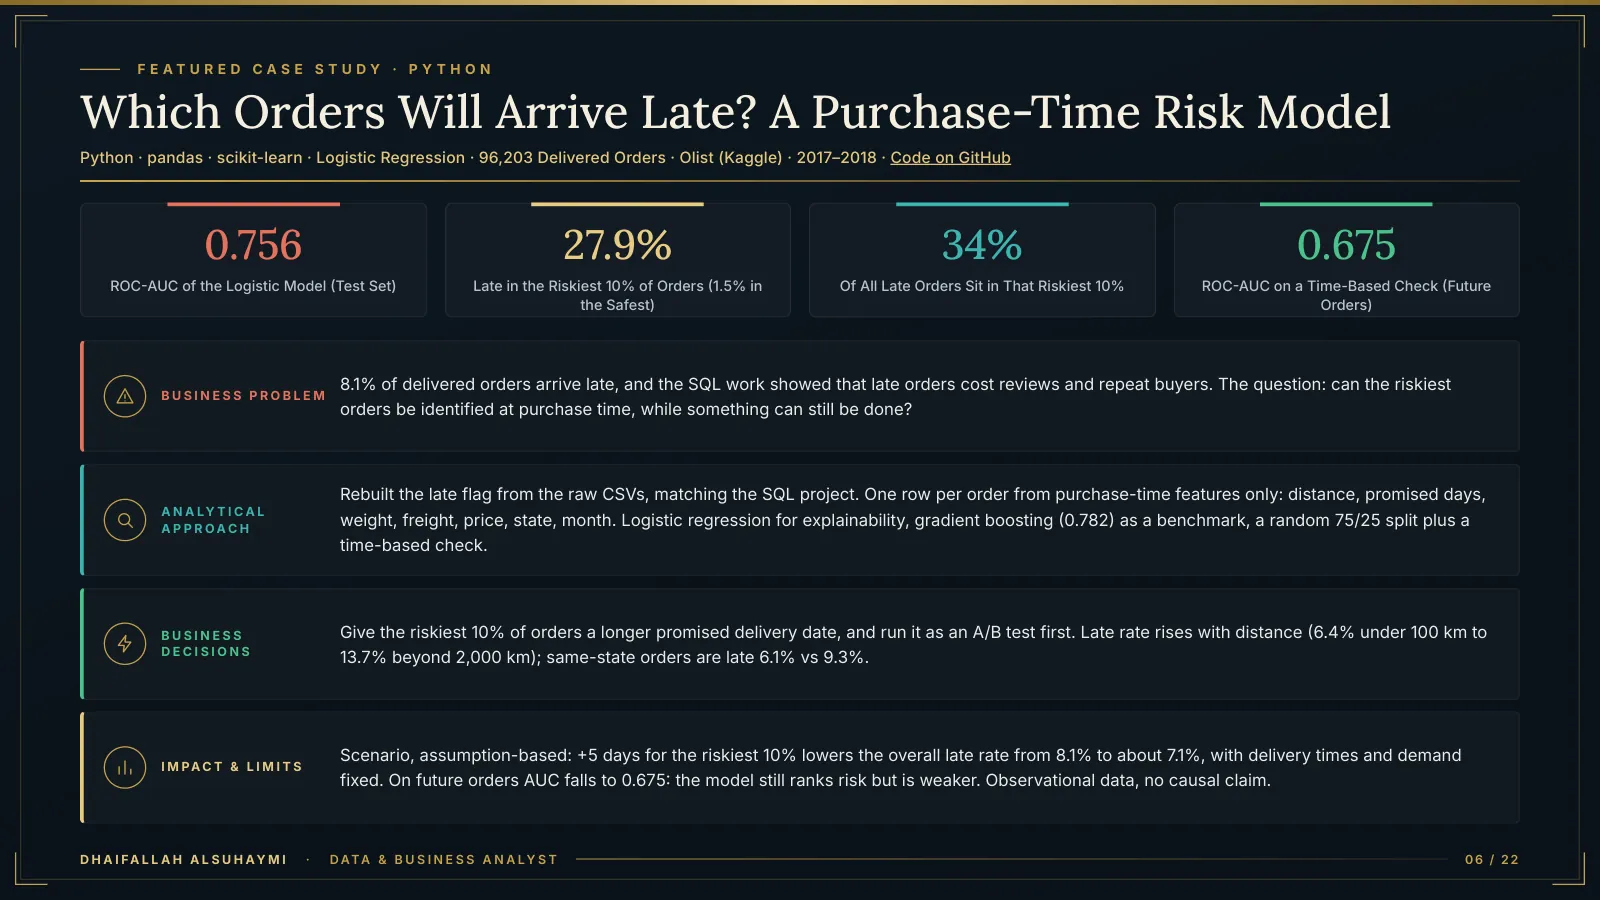 FEATURED CASE STUDY · PYTHON
Which Orders Will Arrive Late? A Purchase-Time Risk Model
Python · pandas · scikit-learn · Logistic Regression · 96,203 Delivered Orders · Olist (Kaggle) · 2017–2018 · Code on GitHub
0.756
ROC-AUC of the Logistic Model (Test Set)
27.9%
Late in the Riskiest 10% of Orders (1.5% in
the Safest)
34%
Of All Late Orders Sit in That Riskiest 10%
0.675
ROC-AUC on a Time-Based Check (Future
Orders)
BUSINESS PROBLEM
8.1% of delivered orders arrive late, and the SQL work showed that late orders cost reviews and repeat buyers. The question: can the riskiest
orders be identified at purchase time, while something can still be done?
ANALYTICAL
APPROACH
Rebuilt the late flag from the raw CSVs, matching the SQL project. One row per order from purchase-time features only: distance, promised days,
weight, freight, price, state, month. Logistic regression for explainability, gradient boosting (0.782) as a benchmark, a random 75/25 split plus a
time-based check.
BUSINESS
DECISIONS
Give the riskiest 10% of orders a longer promised delivery date, and run it as an A/B test first. Late rate rises with distance (6.4% under 100 km to
13.7% beyond 2,000 km); same-state orders are late 6.1% vs 9.3%.
IMPACT & LIMITS
Scenario, assumption-based: +5 days for the riskiest 10% lowers the overall late rate from 8.1% to about 7.1%, with delivery times and demand
fixed. On future orders AUC falls to 0.675: the model still ranks risk but is weaker. Observational data, no causal claim.
DHAIFALLAH ALSUHAYMI · DATA & BUSINESS ANALYST
06 / 22